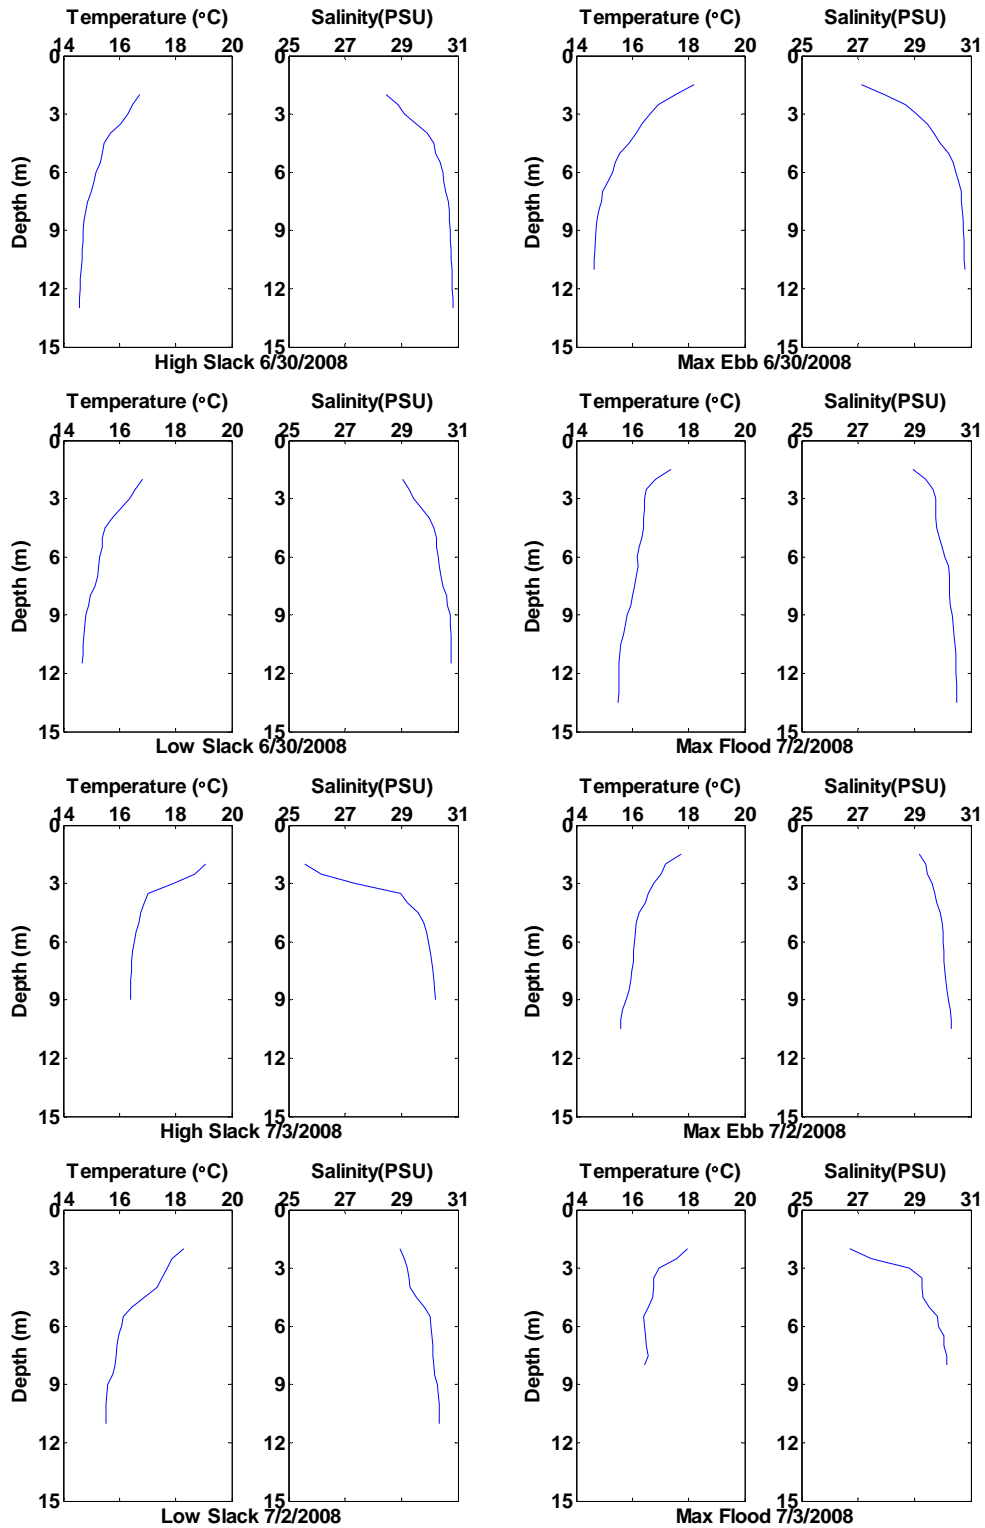 Temperature (°C) Salinity(PSU) Temperature (°C) Salinity(PSU)
14 16 18 20 25 27 29 31 14 16 18 20 25 27 29 31
0 0 0 0
3 3 3 3
6 6 6 6
9 9 9 9
12 12 12 12
15 15 15 15
Depth (m) Depth (m)
High Slack 6/30/2008 Max Ebb 6/30/2008
Temperature (°C) Salinity(PSU) Temperature (°C) Salinity(PSU)
14 16 18 20 25 27 29 31 14 16 18 20 25 27 29 31
0 0 0 0
3 3 3 3
6 6 6 6
9 9 9 9
12 12 12 12
15 15 15 15
Depth (m) Depth (m)
Low Slack 6/30/2008 Max Flood 7/2/2008
Temperature (°C) Salinity(PSU) Temperature (°C) Salinity(PSU)
14 16 18 20 25 27 29 31 14 16 18 20 25 27 29 31
0 0 0 0
3 3 3 3
6 6 6 6
9 9 9 9
12 12 12 12
15 15 15 15
Depth (m) Depth (m)
High Slack 7/3/2008 Max Ebb 7/2/2008
Temperature (°C) Salinity(PSU) Temperature (°C) Salinity(PSU)
14 16 18 20 25 27 29 31 14 16 18 20 25 27 29 31
0 0 0 0
3 3 3 3
6 6 6 6
9 9 9 9
12 12 12 12
15 15 15 15
Depth (m) Depth (m)
Low Slack 7/2/2008 Max Flood 7/3/2008